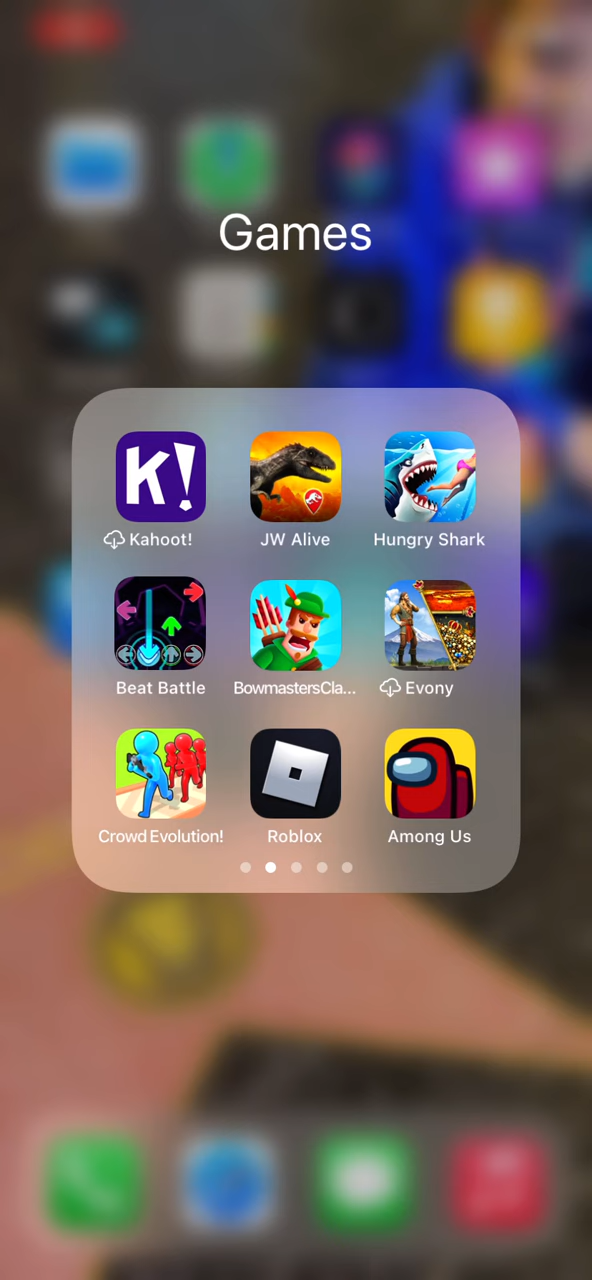 Games
K!
Kahoot!
JW Alive
Hungry Shark
Beat Battle
BowmastersCla...
Evony
Crowd Evolution!
Roblox
Among Us